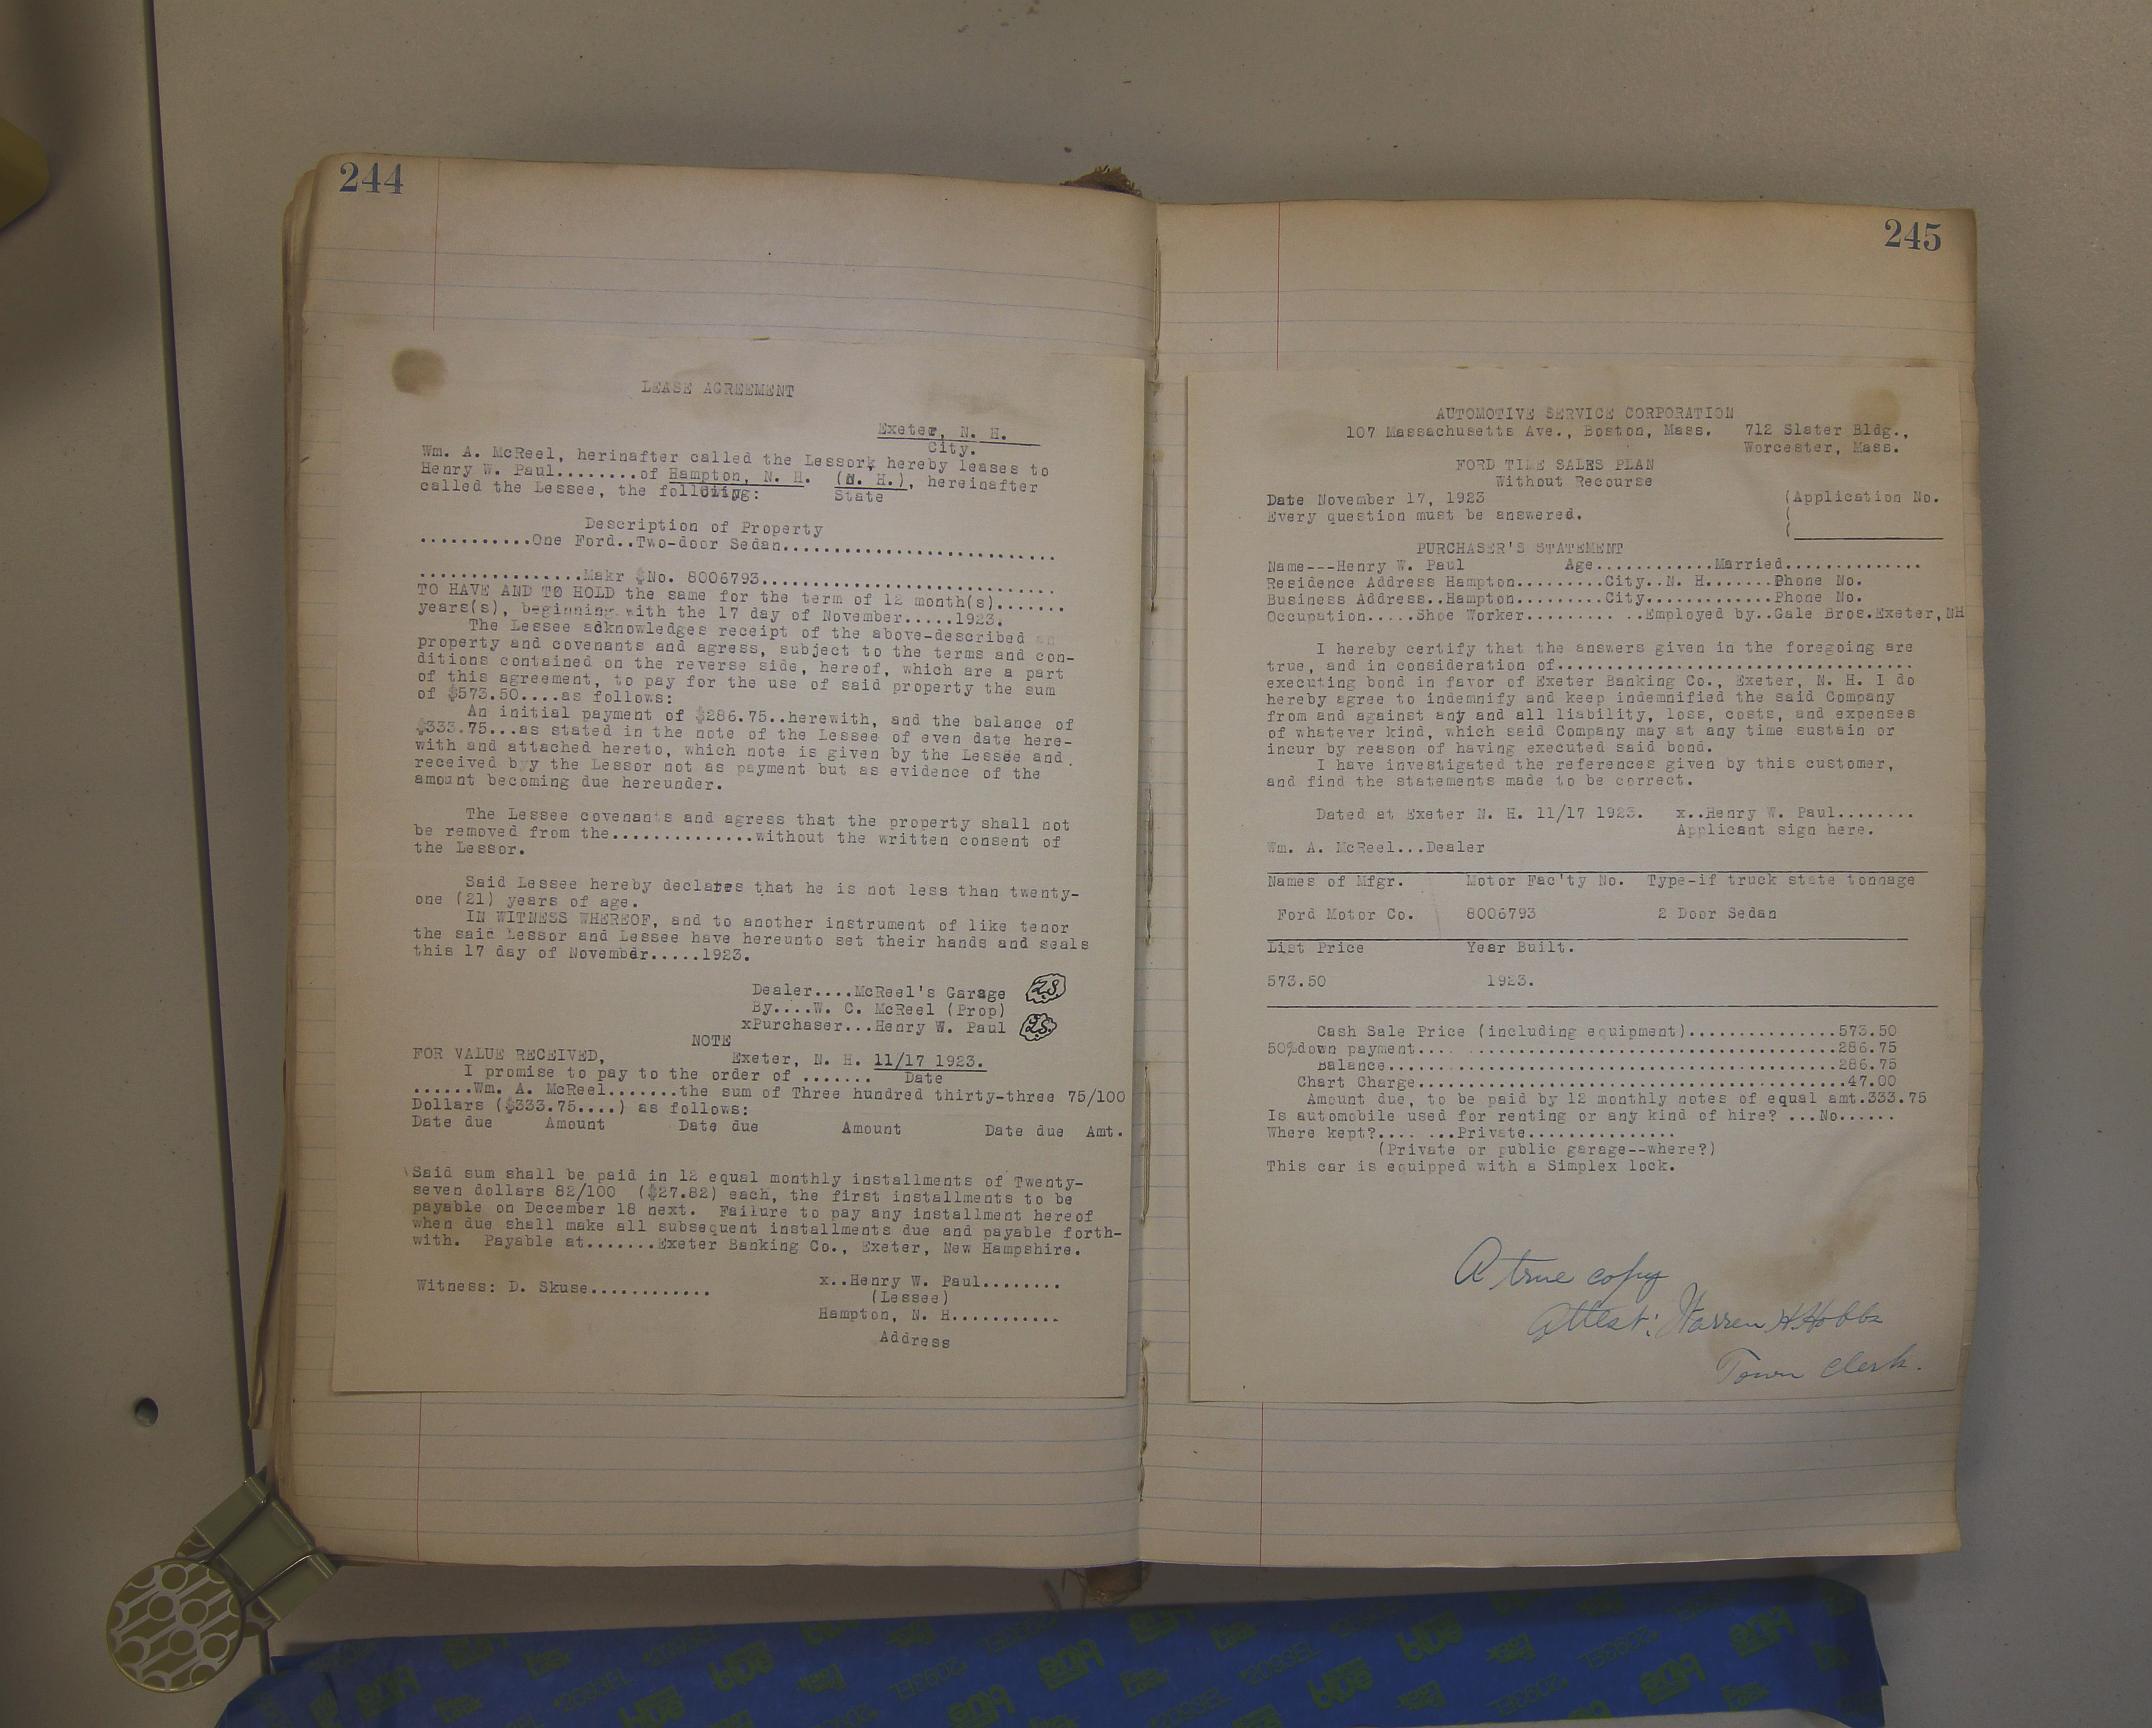 244
LEASE AGREEMENT
Exeter, N. H.
City.
Wm. A. McReel, herinafter called the Lessor, hereby leases to
Henry W. Paul........of Hampton, N. H. (N. H.), hereinafter
called the Lessee, the following:
City
State
Description of Property
...........One Ford..Two-door Sedan...........................
................Makr $No. 8006793..........................
TO HAVE AND TO HOLD the same for the term of 12 month(s).......
years(s), beginning with the 17 day of November.....1923.
The Lessee acknowledges receipt of the above-described
property and covenants and agress, subject to the terms and con-
ditions contained on the reverse side, hereof, which are a part
of this agreement, to pay for the use of said property the sum
of $573.50....as follows:
An initial payment of $286.75..herewith, and the balance of
$333.75...as stated in the note of the Lessee of even date here-
with and attached hereto, which note is given by the Lessee and
received by the Lessor not as payment but as evidence of the
amount becoming due hereunder.
The Lessee covenants and agress that the property shall not
be removed from the..............without the written consent of
the Lessor.
Said Lessee hereby declares that he is not less than twenty-
one (21) years of age.
IN WITNESS WHEREOF, and to another instrument of like tenor
the said Lessor and Lessee have hereunto set their hands and seals
this 17 day of November.....1923.
Dealer....McReel's Garage
By....W. C. McReel (Prop)
xPurchaser...Henry W. Paul
NOTE
FOR VALUE RECEIVED, Exeter, N. H. 11/17 1923.
I promise to pay to the order of ....... Date
......Wm. A. McReel.......the sum of Three hundred thirty-three 75/100
Dollars ($333.75....) as follows:
Date due Amount Date due Amount Date due Amt.
Said sum shall be paid in 12 equal monthly installments of Twenty-
seven dollars 82/100 ($27.82) each, the first installments to be
payable on December 18 next. Failure to pay any installment hereof
when due shall make all subsequent installments due and payable forth-
with. Payable at.......Exeter Banking Co., Exeter, New Hampshire.
Witness: D. Skuse............ x..Henry W. Paul........
(Lessee)
Hampton, N. H...........
Address
245
AUTOMOTIVE SERVICE CORPORATION
107 Massachusetts Ave., Boston, Mass. 712 Slater Bldg.,
Worcester, Mass.
FORD TIME SALES PLAN
Without Recourse
Date November 17, 1923 (Application No.
Every question must be answered.
PURCHASER'S STATEMENT
Name---Henry W. Paul Age............Married..............
Residence Address Hampton.........City..N. H.......Phone No.
Business Address..Hampton.........City.............Phone No.
Occupation.....Shoe Worker......... ..Employed by..Gale Bros.Exeter,NH
I hereby certify that the answers given in the foregoing are
true, and in consideration of....................................
executing bond in favor of Exeter Banking Co., Exeter, N. H. I do
hereby agree to indemnify and keep indemnified the said Company
from and against any and all liability, loss, costs, and expenses
of whatever kind, which said Company may at any time sustain or
incur by reason of having executed said bond.
I have investigated the references given by this customer,
and find the statements made to be correct.
Dated at Exeter N. H. 11/17 1923. x..Henry W. Paul........
Applicant sign here.
Wm. A. McReel...Dealer
Names of Mfgr. Motor Fac'ty No. Type-if truck state tonnage
Ford Motor Co. 8006793 2 Door Sedan
List Price Year Built.
573.50 1923.
Cash Sale Price (including equipment)...............573.50
50%down payment.... .....................................286.75
Balance.............................................286.75
Chart Charge...........................................47.00
Amount due, to be paid by 12 monthly notes of equal amt.333.75
Is automobile used for renting or any kind of hire? ...No......
Where kept?.... ...Private...............
(Private or public garage--where?)
This car is equipped with a Simplex lock.
A true copy
Attest: Warren H. Hobbs
Town Clerk.